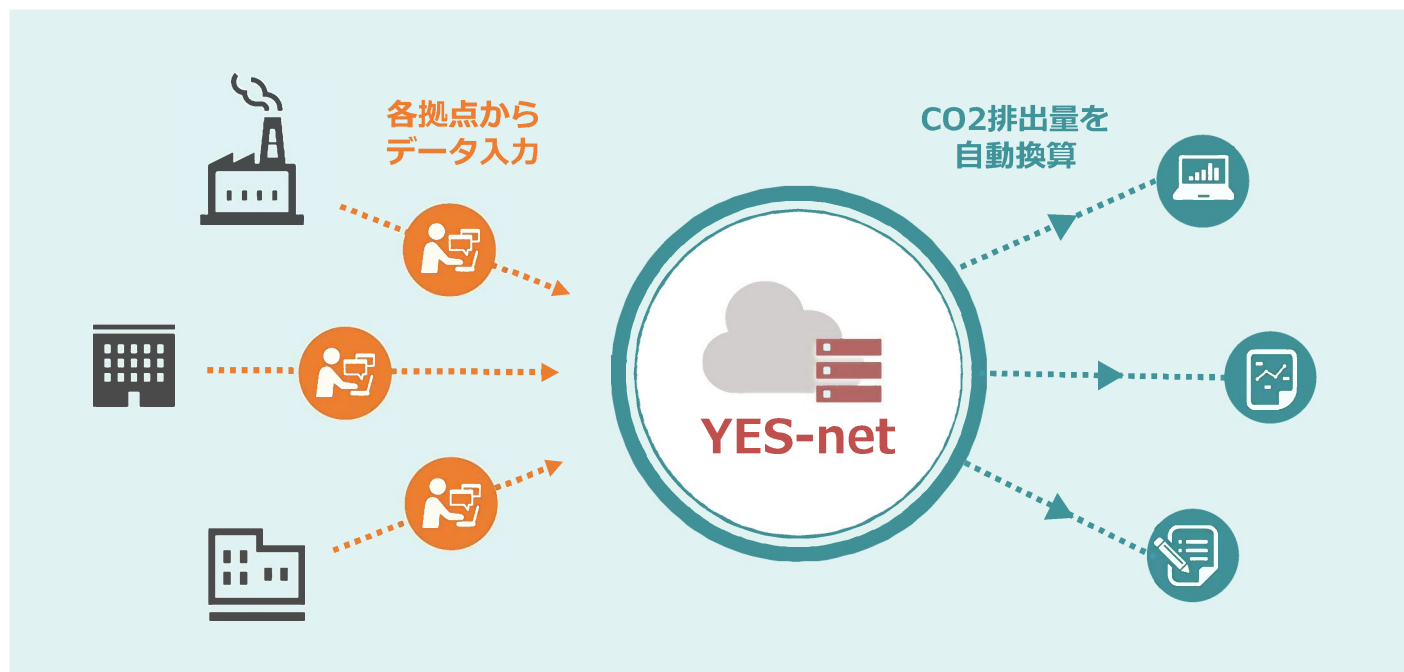 各拠点から
データ入力
CO2排出量を
自動換算
YES-net